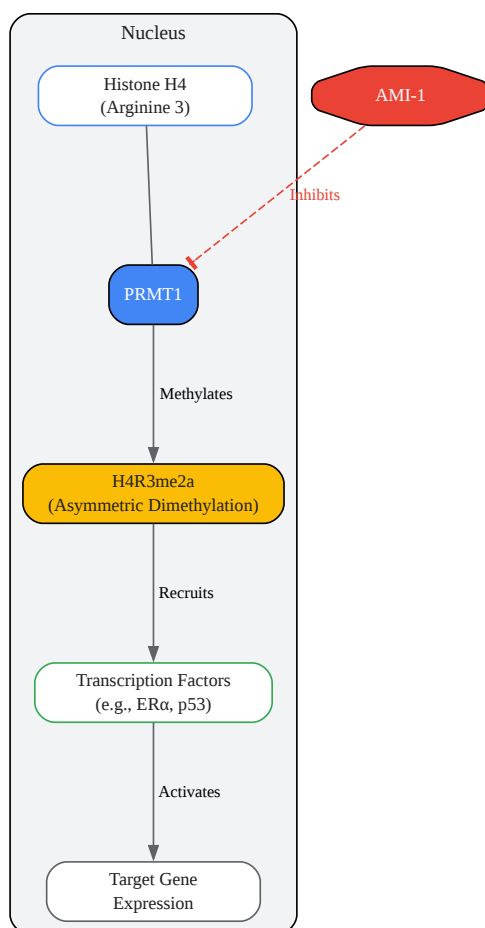 Nucleus
Histone H4
(Arginine 3)
AMI-1
Inhibits
PRMT1
Methylates
H4R3me2a
(Asymmetric Dimethylation)
Recruits
Transcription Factors
(e.g., ERα, p53)
Activates
Target Gene
Expression